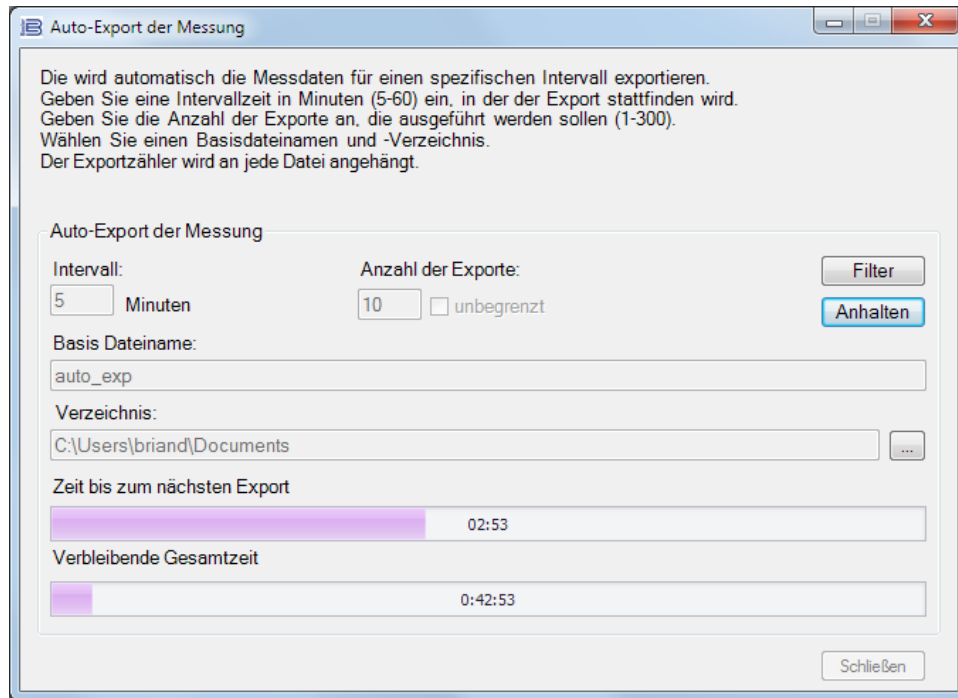 Auto-Export der Messung
Die wird automatisch die Messdaten für einen spezifischen Intervall exportieren.
Geben Sie eine Intervallzeit in Minuten (5-60) ein, in der der Export stattfinden wird.
Geben Sie die Anzahl der Exporte an, die ausgeführt werden sollen (1-300).
Wählen Sie einen Basisdateinamen und -Verzeichnis.
Der Exportzähler wird an jede Datei angehängt.
Auto-Export der Messung
Intervall: Anzahl der Exporte: Filter
5 Minuten 10 unbegrenzt Anhalten
Basis Dateiname:
auto_exp
Verzeichnis:
C:\Users\briand\Documents ...
Zeit bis zum nächsten Export
02:53
Verbleibende Gesamtzeit
0:42:53
Schließen